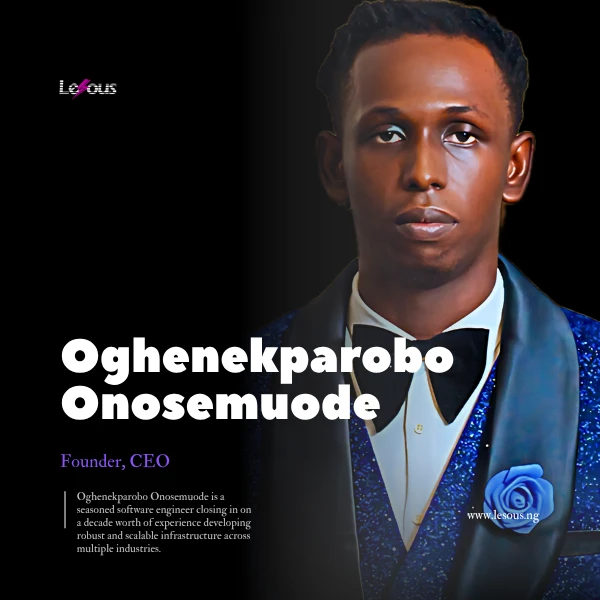 Lesous
Oghenekparobo
Onosemuode
Founder, CEO
Oghenekparobo Onosemuode is a
seasoned software engineer closing in on
a decade worth of experience developing
robust and scalable infrastructure across
multiple industries.
www.lesous.ng